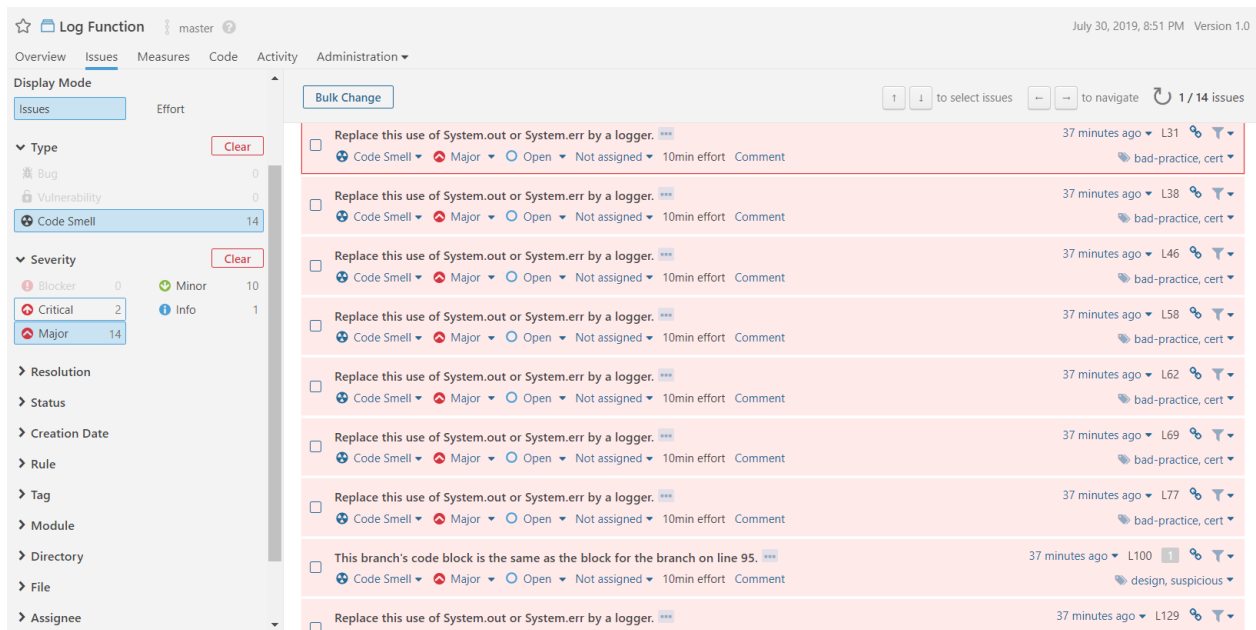 Log Function master ? July 30, 2019, 8:51 PM Version 1.0
Overview Issues Measures Code Activity Administration
Display Mode
Issues Effort
Type Clear
Bug 0
Vulnerability 0
Code Smell 14
Severity Clear
Blocker 0 Minor 10
Critical 2 Info 1
Major 14
Resolution
Status
Creation Date
Rule
Tag
Module
Directory
File
Assignee
Bulk Change ↑ ↓ to select issues ← → to navigate 1 / 14 issues
Replace this use of System.out or System.err by a logger. ••• 37 minutes ago L31
Code Smell Major Open Not assigned 10min effort Comment bad-practice, cert
Replace this use of System.out or System.err by a logger. ••• 37 minutes ago L38
Code Smell Major Open Not assigned 10min effort Comment bad-practice, cert
Replace this use of System.out or System.err by a logger. ••• 37 minutes ago L46
Code Smell Major Open Not assigned 10min effort Comment bad-practice, cert
Replace this use of System.out or System.err by a logger. ••• 37 minutes ago L58
Code Smell Major Open Not assigned 10min effort Comment bad-practice, cert
Replace this use of System.out or System.err by a logger. ••• 37 minutes ago L62
Code Smell Major Open Not assigned 10min effort Comment bad-practice, cert
Replace this use of System.out or System.err by a logger. ••• 37 minutes ago L69
Code Smell Major Open Not assigned 10min effort Comment bad-practice, cert
Replace this use of System.out or System.err by a logger. ••• 37 minutes ago L77
Code Smell Major Open Not assigned 10min effort Comment bad-practice, cert
This branch's code block is the same as the block for the branch on line 95. ••• 37 minutes ago L100 1
Code Smell Major Open Not assigned 10min effort Comment design, suspicious
Replace this use of System.out or System.err by a logger. ••• 37 minutes ago L129